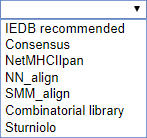 IEDB recommended
Consensus
NetMHCIIpan
NN_align
SMM_align
Combinatorial library
Sturniolo